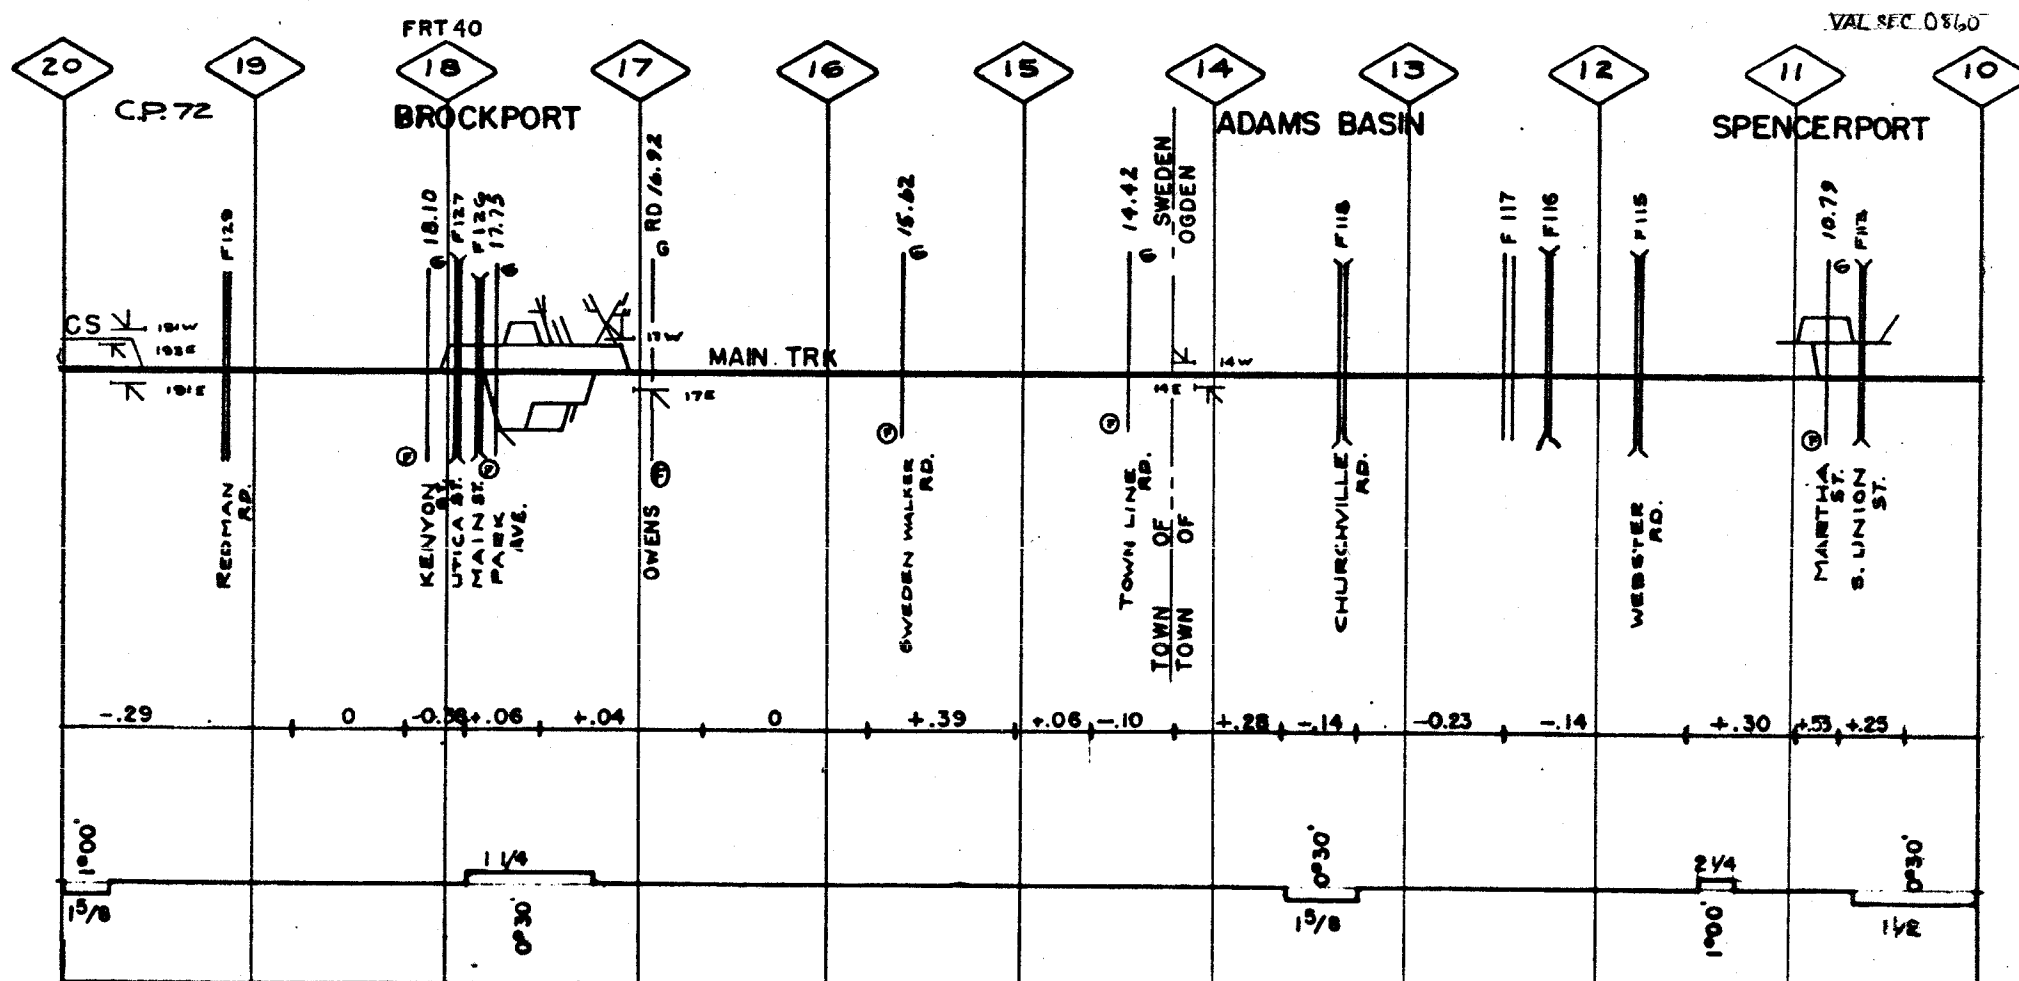 FRT 40
VAL SEC 0860
20 19 18 17 16 15 14 13 12 11 10
C.P. 72
BROCKPORT
ADAMS BASIN
SPENCERPORT
F129
18.10
F127
F126
17.73
RD 16.92
15.62
14.42
SWEDEN
OGDEN
F118
F 117
F116
F115
10.79
G G G G G G
CS
191W
193E
191E
17W
17E
MAIN TRK
14W
14E
F F F F F F
REDMAN RD.
KENYON ST.
UTICA ST.
MAIN ST.
PARK AVE.
OWENS
SWEDEN WALKER RD.
TOWN LINE RD.
TOWN OF
TOWN OF
CHURCHVILLE RD.
WEBSTER RD.
MARTHA ST.
S. UNION ST.
-.29 0 +.06 +.04 0 +.39 +.06 -.10 +.28 -.14 -0.23 -.14 +.30 +.53 +.25
1°00'
1 5/8
1 1/4
0°30'
0°30'
1 5/8
2 1/4
1°00'
0°30'
1 1/2